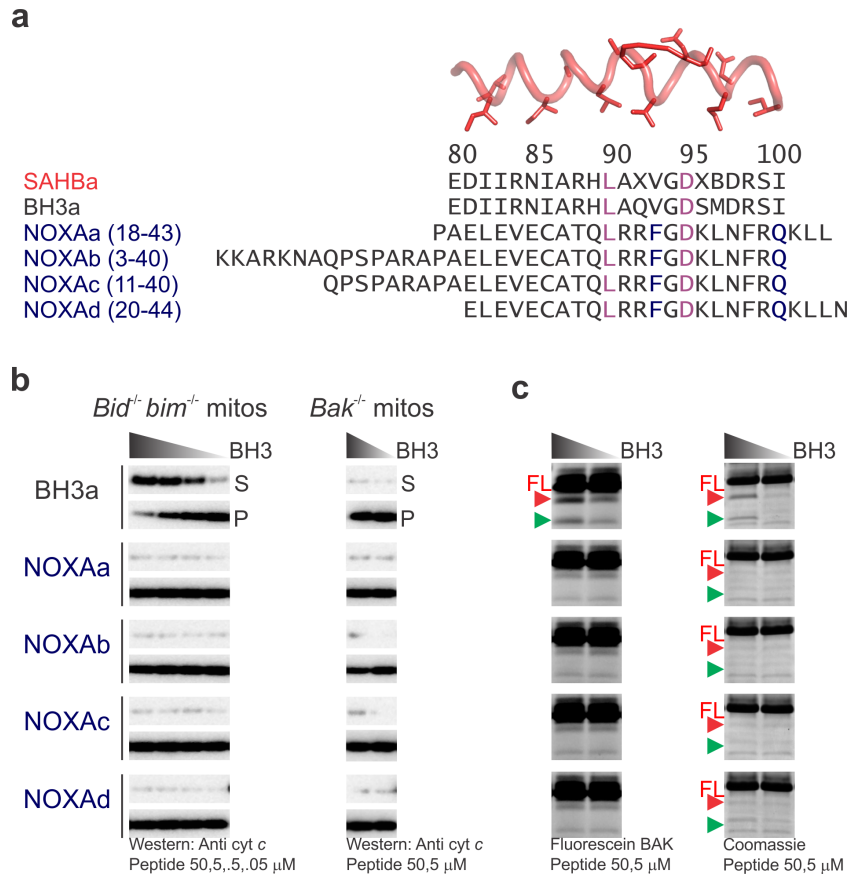 a
80 85 90 95 100
SAHBa EDIIRNIARHLAXVGDXBDRSI
BH3a EDIIRNIARHLAQVGDSMDRSI
NOXAa (18-43) PAELEVECATQLRRFGDKLNFRQKLL
NOXAb (3-40) KKARKNAQPSPARAPAELEVECATQLRRFGDKLNFRQ
NOXAc (11-40) QPSPARAPAELEVECATQLRRFGDKLNFRQ
NOXAd (20-44) ELEVECATQLRRFGDKLNFRQKLLN
b
Bid-/- bim-/- mitos Bak-/- mitos
c
BH3 BH3 BH3 BH3
BH3a S S FL FL
P P
NOXAa FL
NOXAb FL
NOXAc FL
NOXAd FL
Western: Anti cyt c Western: Anti cyt c Fluorescein BAK Coomassie
Peptide 50,5,.5,.05 μM Peptide 50,5 μM Peptide 50,5 μM Peptide 50,5 μM